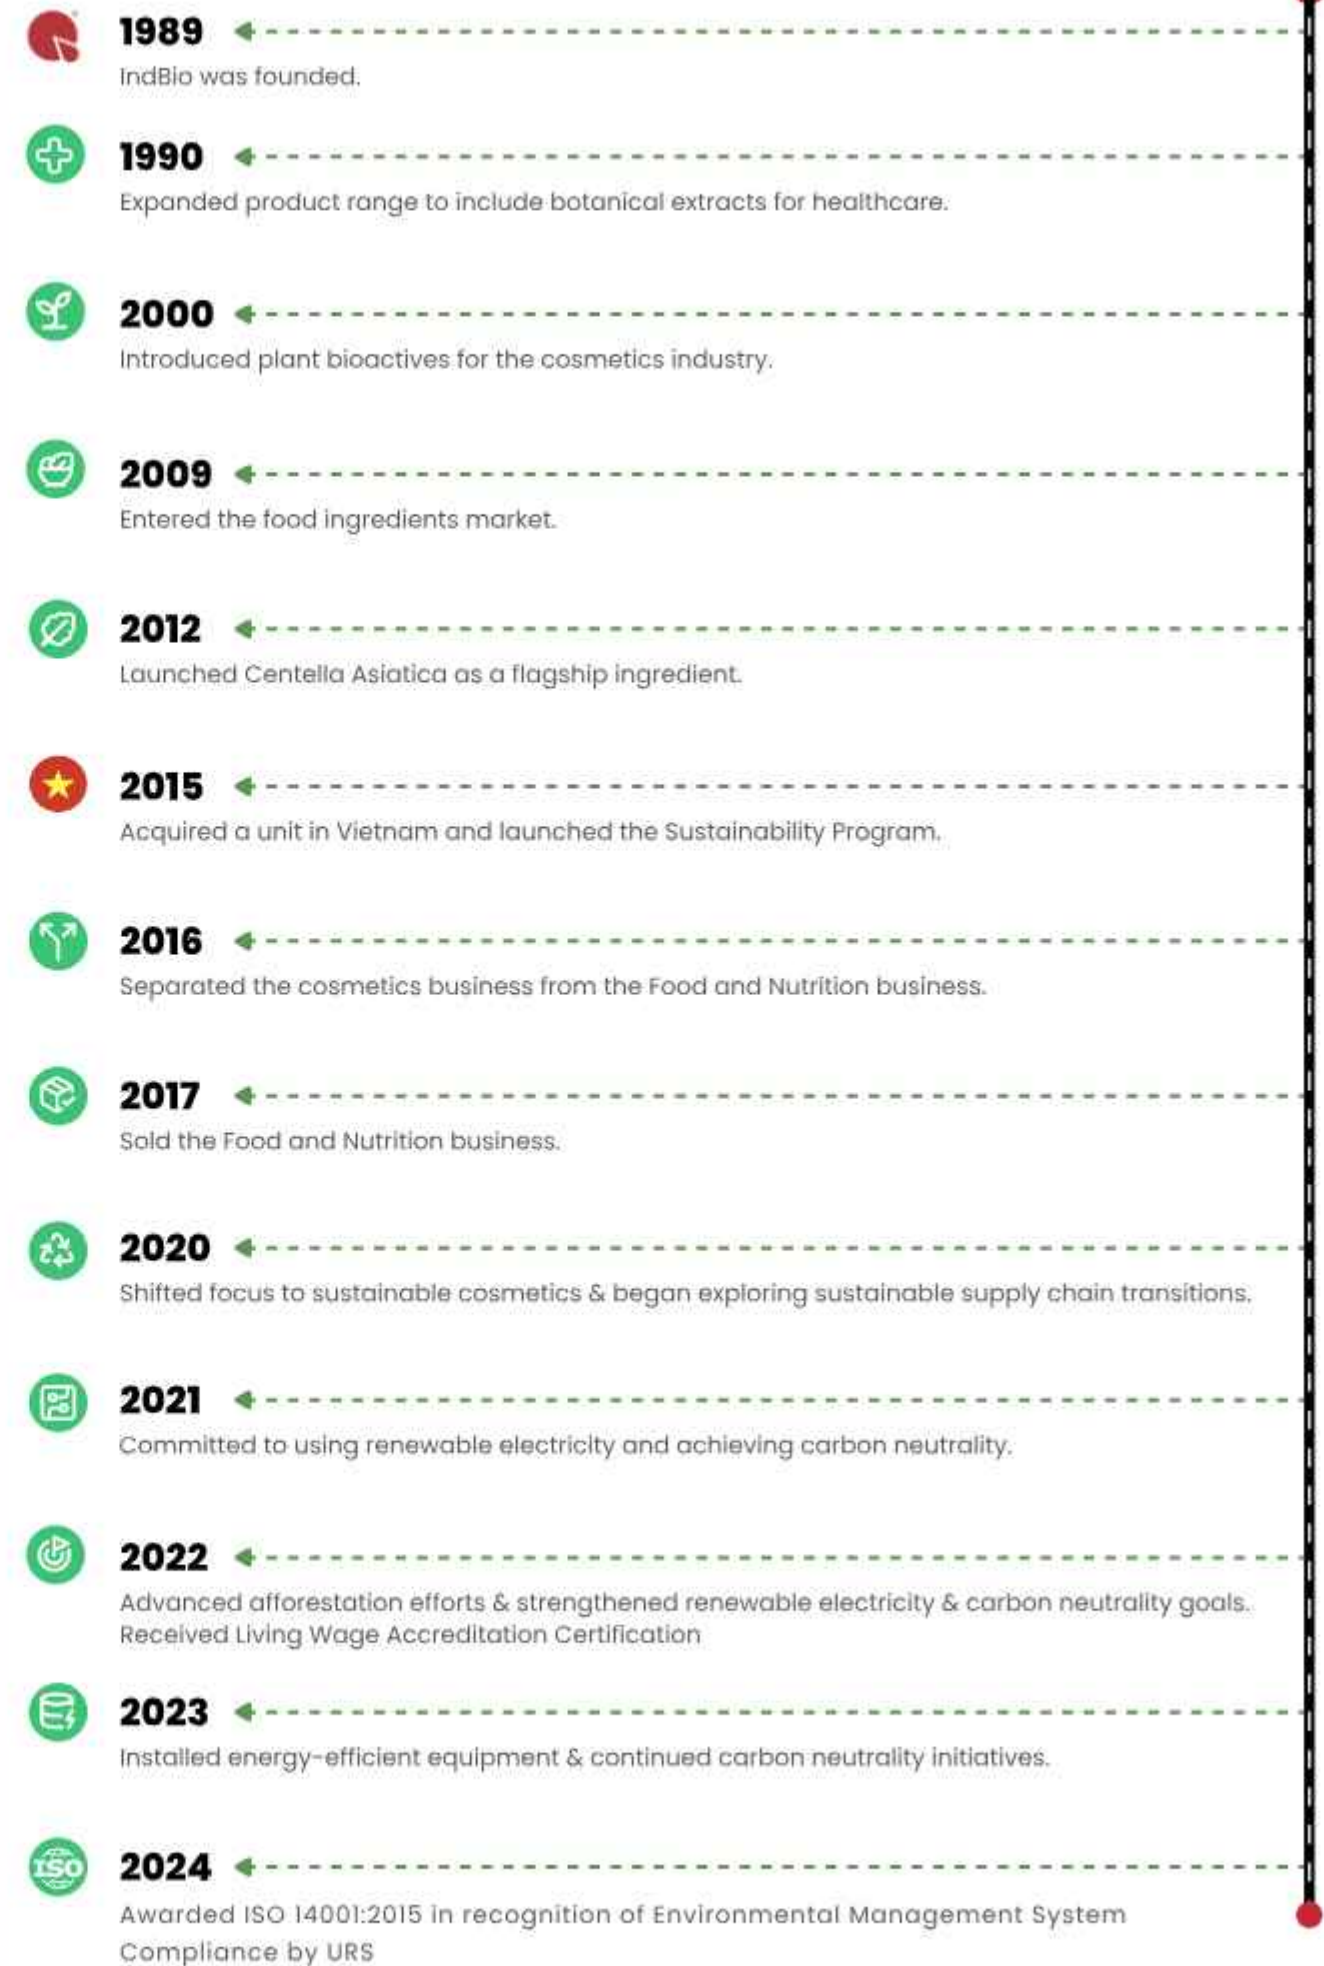 1989
IndBio was founded.
1990
Expanded product range to include botanical extracts for healthcare.
2000
Introduced plant bioactives for the cosmetics industry.
2009
Entered the food ingredients market.
2012
Launched Centella Asiatica as a flagship ingredient.
2015
Acquired a unit in Vietnam and launched the Sustainability Program.
2016
Separated the cosmetics business from the Food and Nutrition business.
2017
Sold the Food and Nutrition business.
2020
Shifted focus to sustainable cosmetics & began exploring sustainable supply chain transitions.
2021
Committed to using renewable electricity and achieving carbon neutrality.
2022
Advanced afforestation efforts & strengthened renewable electricity & carbon neutrality goals.
Received Living Wage Accreditation Certification
2023
Installed energy-efficient equipment & continued carbon neutrality initiatives.
ISO 2024
Awarded ISO 14001:2015 in recognition of Environmental Management System
Compliance by URS